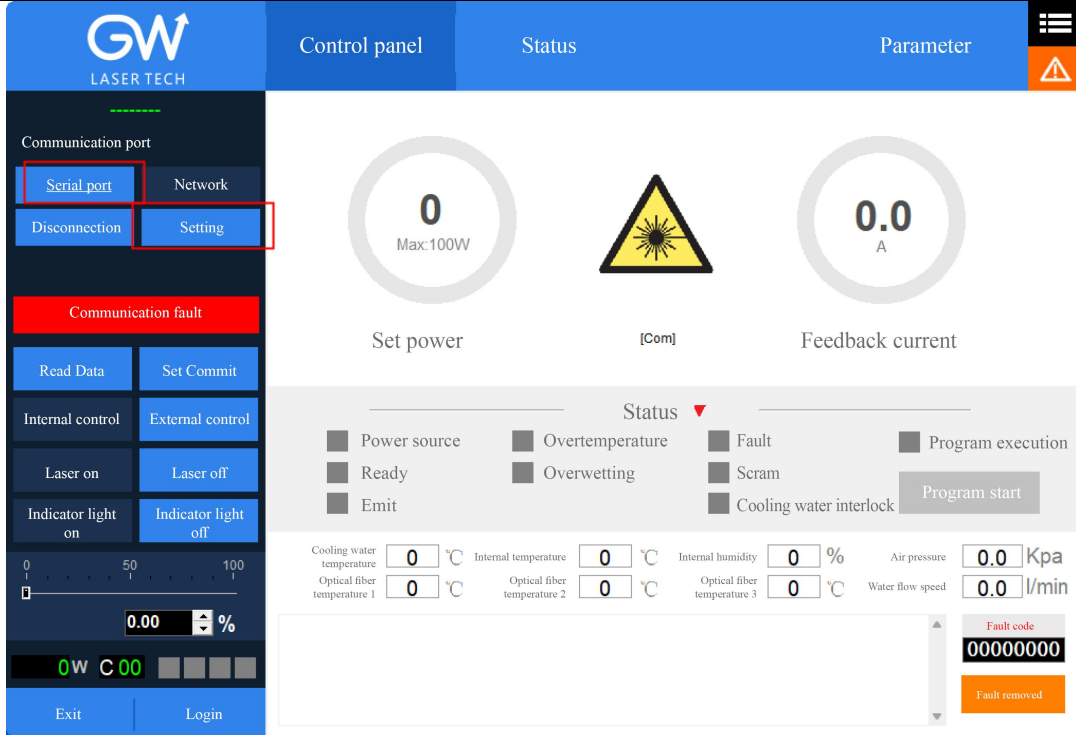 GW
LASER TECH
Control panel
Status
Parameter
--------
Communication port
Serial port
Network
Disconnection
Setting
Communication fault
Read Data
Set Commit
Internal control
External control
Laser on
Laser off
Indicator light
on
Indicator light
off
0 50 100
0.00 %
0W C 00
Exit
Login
0
Max:100W
Set power
[Com]
0.0
A
Feedback current
Status
Power source
Overtemperature
Fault
Program execution
Ready
Overwetting
Scram
Program start
Emit
Cooling water interlock
Cooling water
temperature
0 ℃
Internal temperature
0 ℃
Internal humidity
0 %
Air pressure
0.0 Kpa
Optical fiber
temperature 1
0 ℃
Optical fiber
temperature 2
0 ℃
Optical fiber
temperature 3
0 ℃
Water flow speed
0.0 l/min
Fault code
00000000
Fault removed